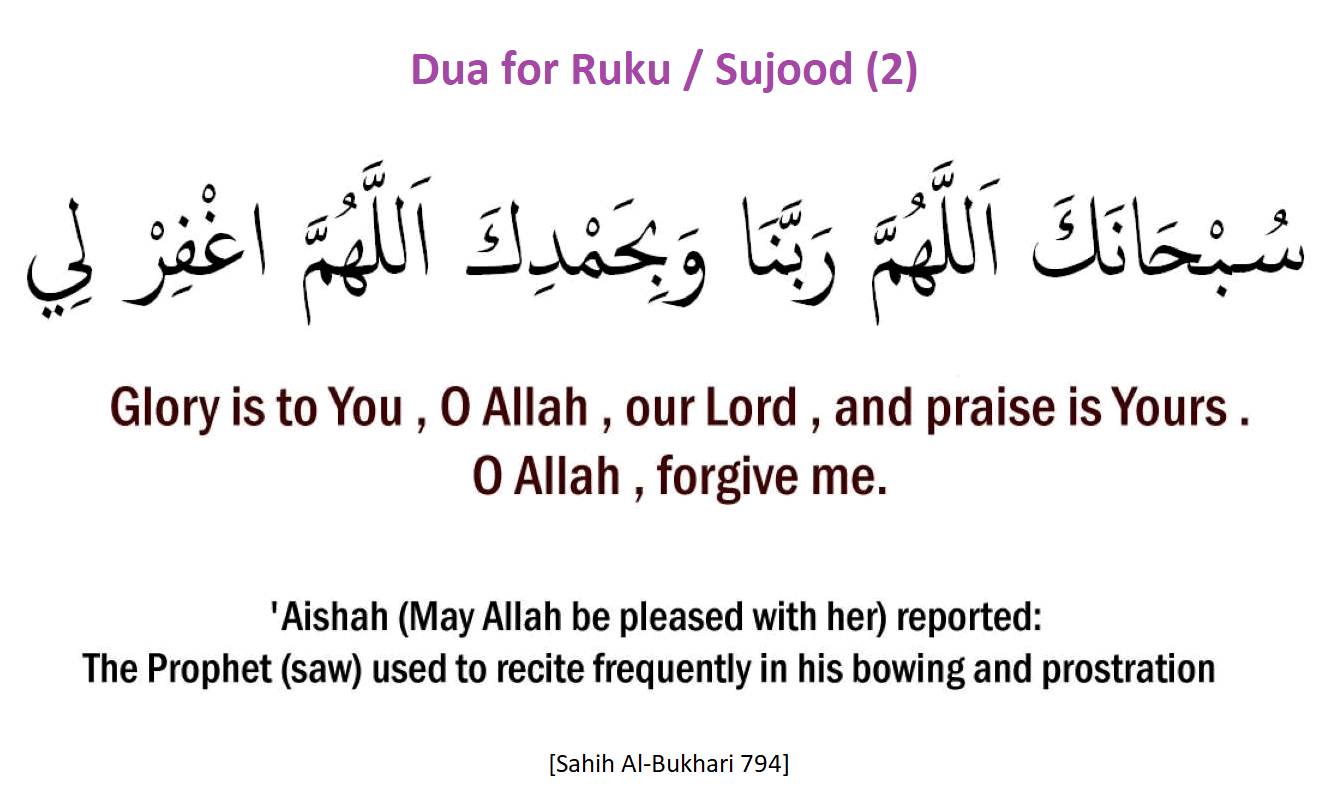 Dua for Ruku / Sujood (2)
سُبْحَانَكَ اَللَّهُمَّ رَبَّنَا وَبِحَمْدِكَ اَللَّهُمَّ اغْفِرْ لِي
Glory is to You , O Allah , our Lord , and praise is Yours .
O Allah , forgive me.
'Aishah (May Allah be pleased with her) reported:
The Prophet (saw) used to recite frequently in his bowing and prostration
[Sahih Al-Bukhari 794]